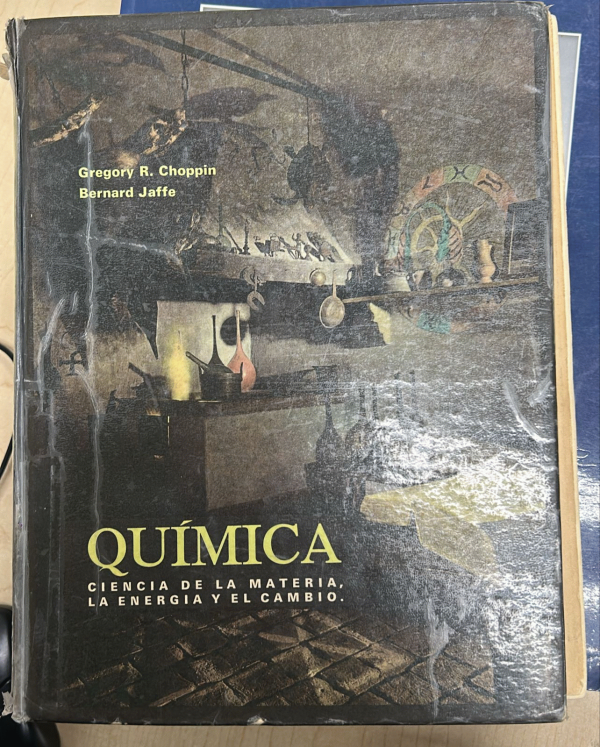 Gregory R. Choppin
Bernard Jaffe
QUÍMICA
CIENCIA DE LA MATERIA,
LA ENERGIA Y EL CAMBIO.